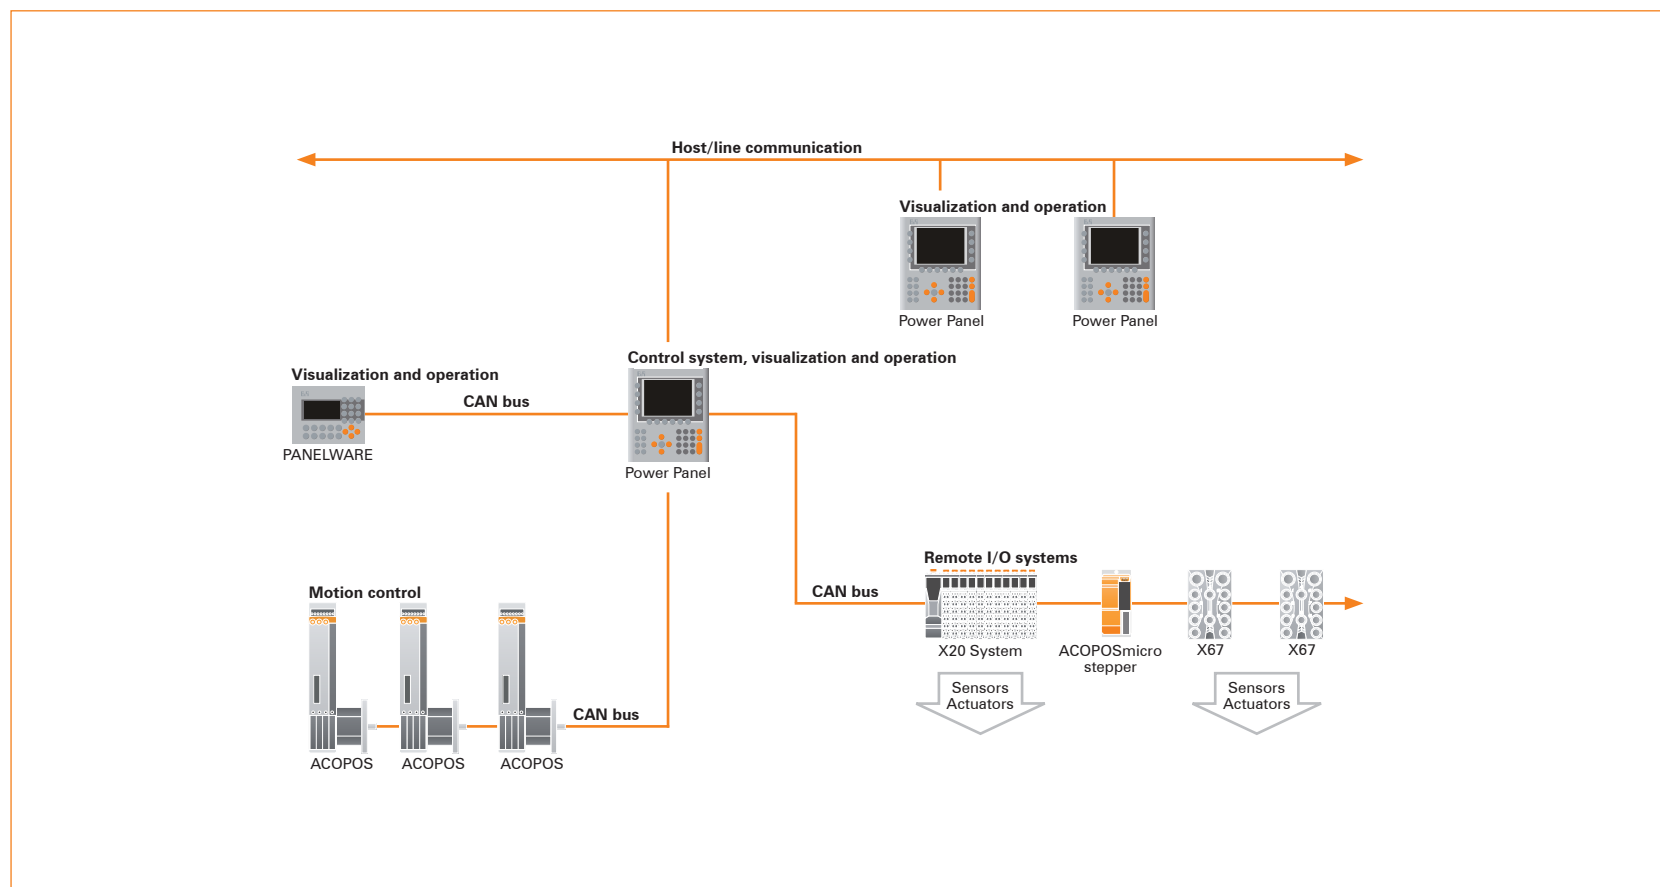 Host/line communication
Visualization and operation
Power Panel
Power Panel
Control system, visualization and operation
Visualization and operation
CAN bus
PANELWARE
Power Panel
Remote I/O systems
CAN bus
Motion control
X20 System
ACOPOSmicro
stepper
X67
X67
Sensors
Actuators
Sensors
Actuators
CAN bus
ACOPOS
ACOPOS
ACOPOS